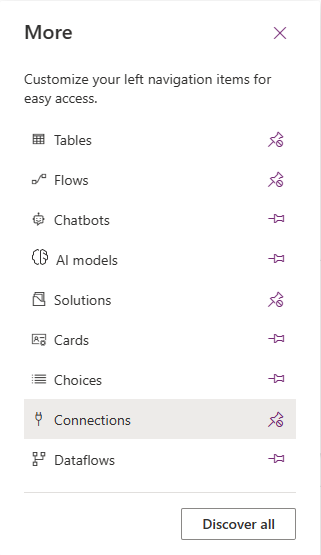 More
Customize your left navigation items for
easy access.
Tables
Flows
Chatbots
AI models
Solutions
Cards
Choices
Connections
Dataflows
Discover all